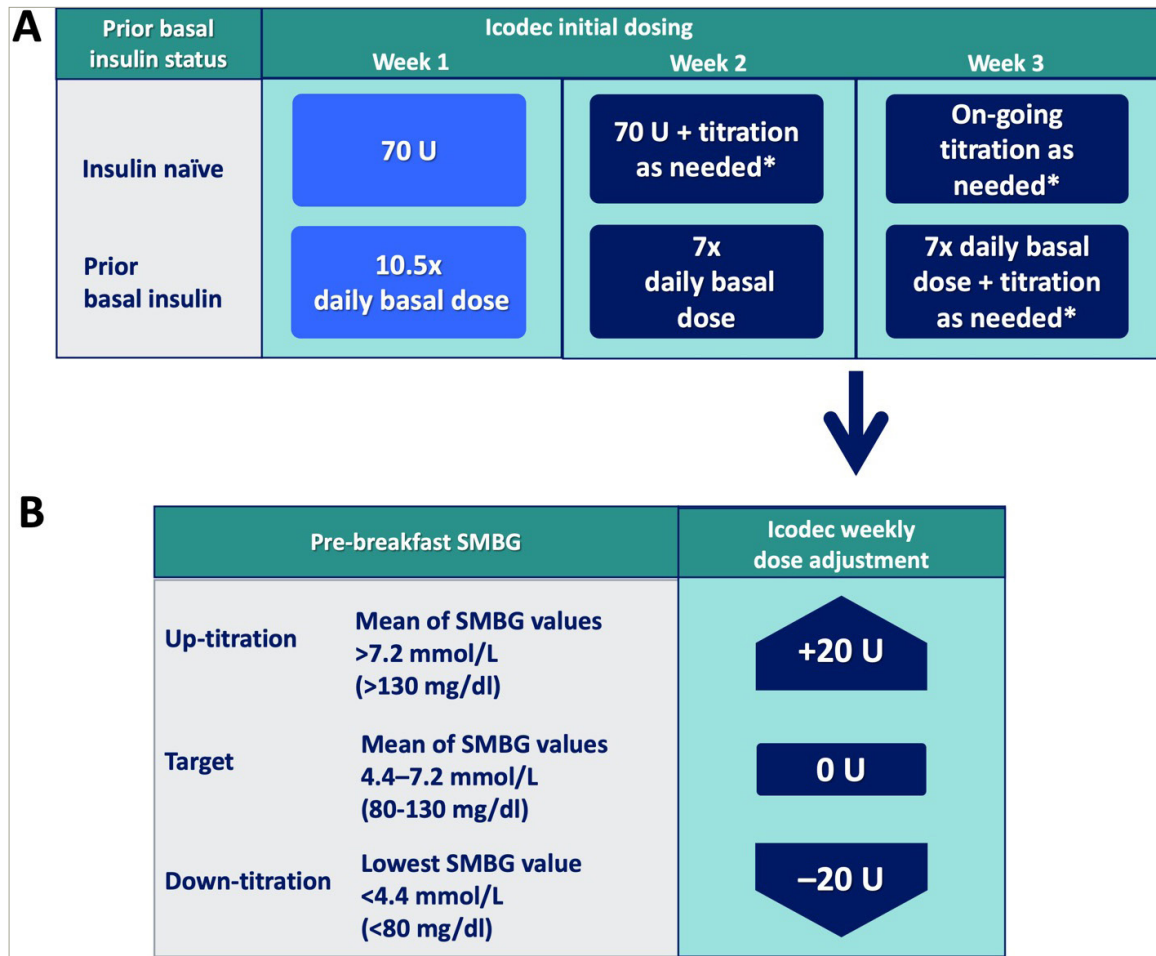 A
Prior basal
insulin status
Icodec initial dosing
Week 1
Week 2
Week 3
Insulin naïve
70 U
70 U + titration
as needed*
On-going
titration as
needed*
Prior
basal insulin
10.5x
daily basal dose
7x
daily basal
dose
7x daily basal
dose + titration
as needed*
B
Pre-breakfast SMBG
Icodec weekly
dose adjustment
Up-titration
Mean of SMBG values
>7.2 mmol/L
(>130 mg/dl)
+20 U
Target
Mean of SMBG values
4.4–7.2 mmol/L
(80-130 mg/dl)
0 U
Down-titration
Lowest SMBG value
<4.4 mmol/L
(<80 mg/dl)
–20 U